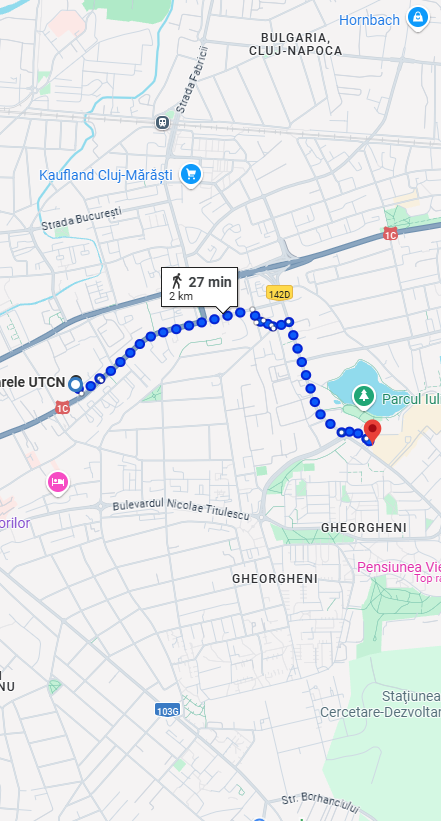 Hornbach
BULGARIA,
CLUJ-NAPOCA
Strada Fabricii
Kaufland Cluj-Mărăști
Strada București
1C
27 min
2 km
142D
arele UTCN
1C
Parcul Iul
Bulevardul Nicolae Titulescu
orilor
GHEORGHENI
Pensiunea Vie
Top ra
GHEORGHENI
NU
Stațiunea
Cercetare-Dezvoltar
103G
Str. Borhanciului